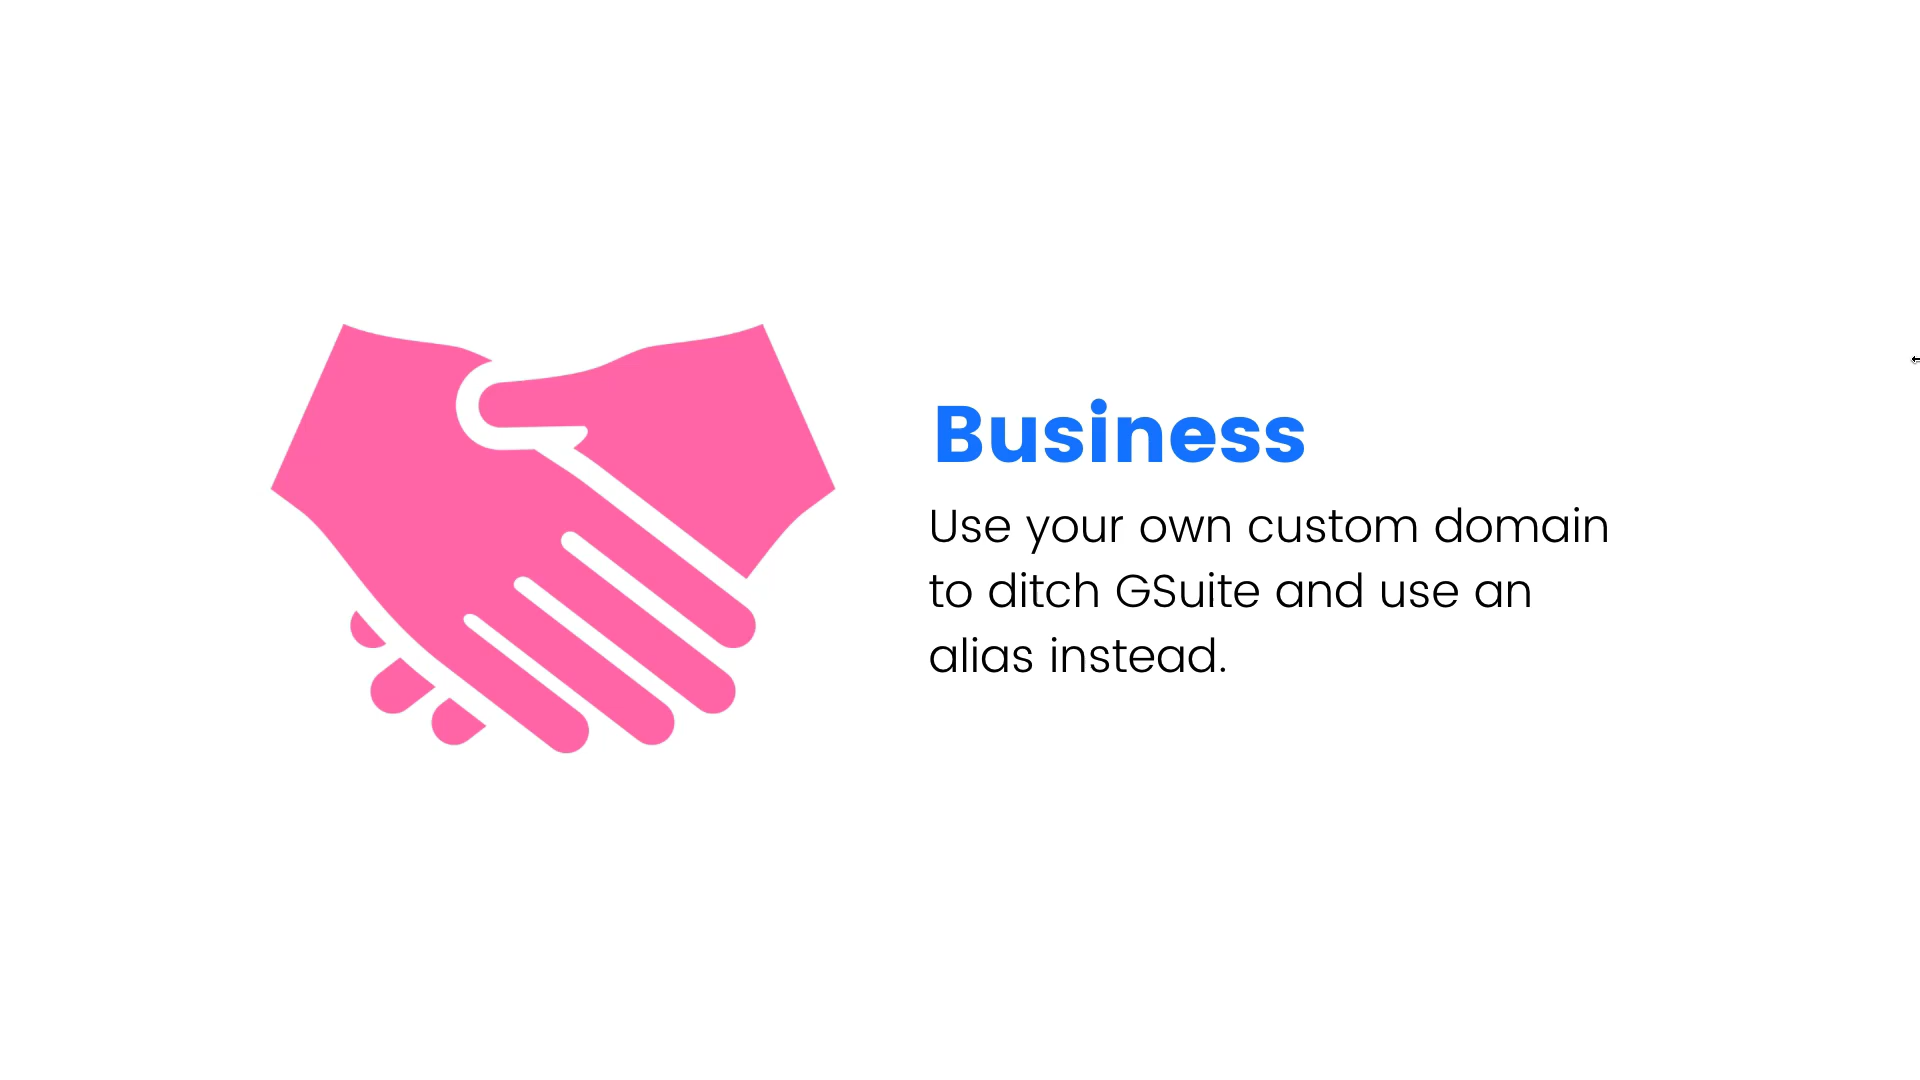 Business
Use your own custom domain
to ditch GSuite and use an
alias instead.